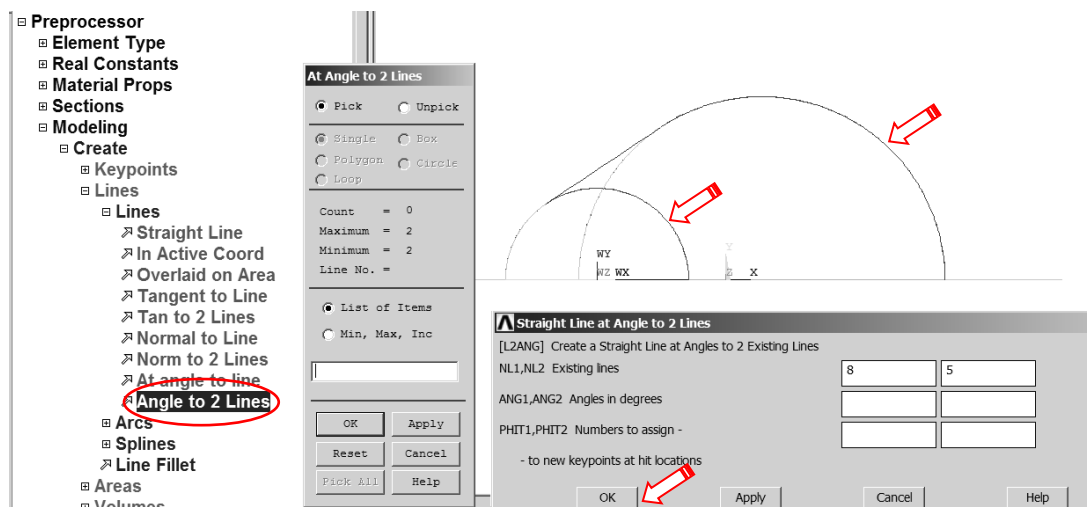 Preprocessor
Element Type
Real Constants
Material Props
Sections
Modeling
Create
Keypoints
Lines
Lines
Straight Line
In Active Coord
Overlaid on Area
Tangent to Line
Tan to 2 Lines
Normal to Line
Norm to 2 Lines
At angle to line
Angle to 2 Lines
Arcs
Splines
Line Fillet
Areas
Volumes
At Angle to 2 Lines
Pick Unpick
Single Box
Polygon Circle
Loop
Count = 0
Maximum = 2
Minimum = 2
Line No. =
List of Items
Min, Max, Inc
OK Apply
Reset Cancel
Pick All Help
WY
WZ WX
Y
Z X
Straight Line at Angle to 2 Lines
[L2ANG] Create a Straight Line at Angles to 2 Existing Lines
NL1,NL2 Existing lines 8 5
ANG1,ANG2 Angles in degrees
PHIT1,PHIT2 Numbers to assign -
- to new keypoints at hit locations
OK Apply Cancel Help